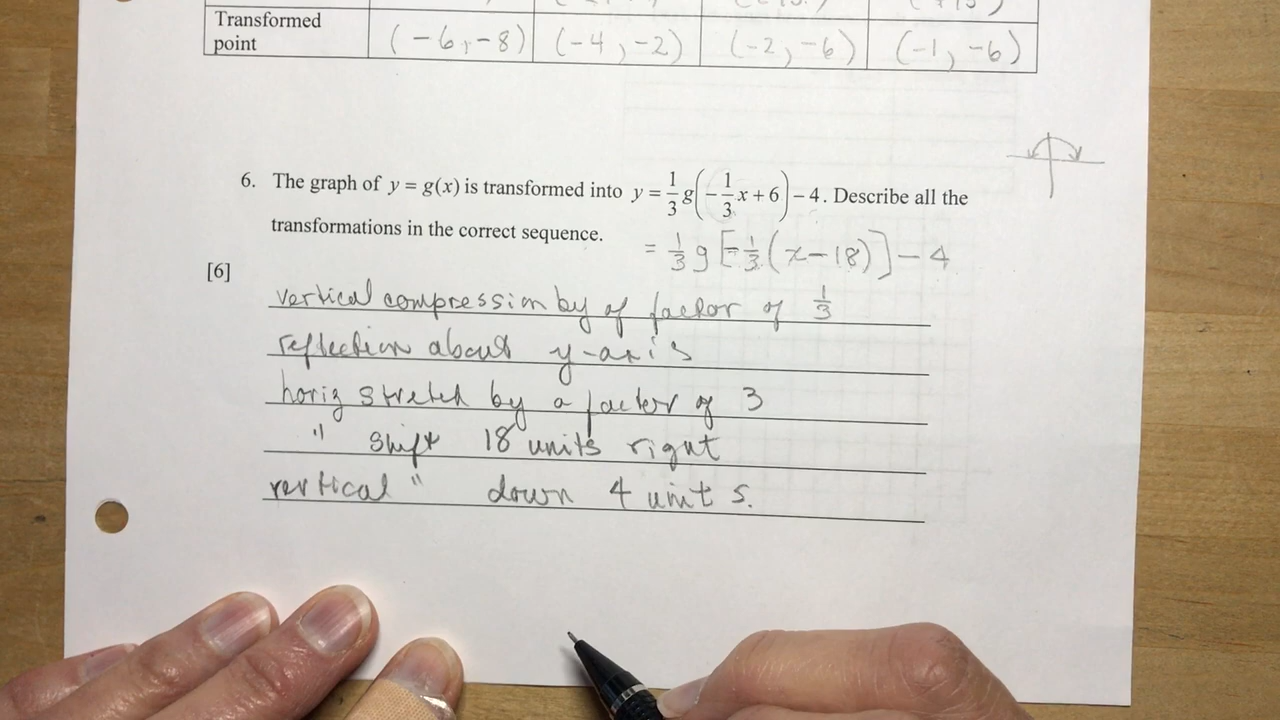 Transformed
point
(-6, -8) (-4, -2) (-2, -6) (-1, -6)
6. The graph of y = g(x) is transformed into y = 1/3 g(-1/3 x + 6) - 4. Describe all the
transformations in the correct sequence.
= 1/3 g [-1/3 (x-18)] - 4
[6]
vertical compression by of factor of 1/3
reflection about y-axis
horiz stretch by a factor of 3
" shift 18 units right
vertical " down 4 units.